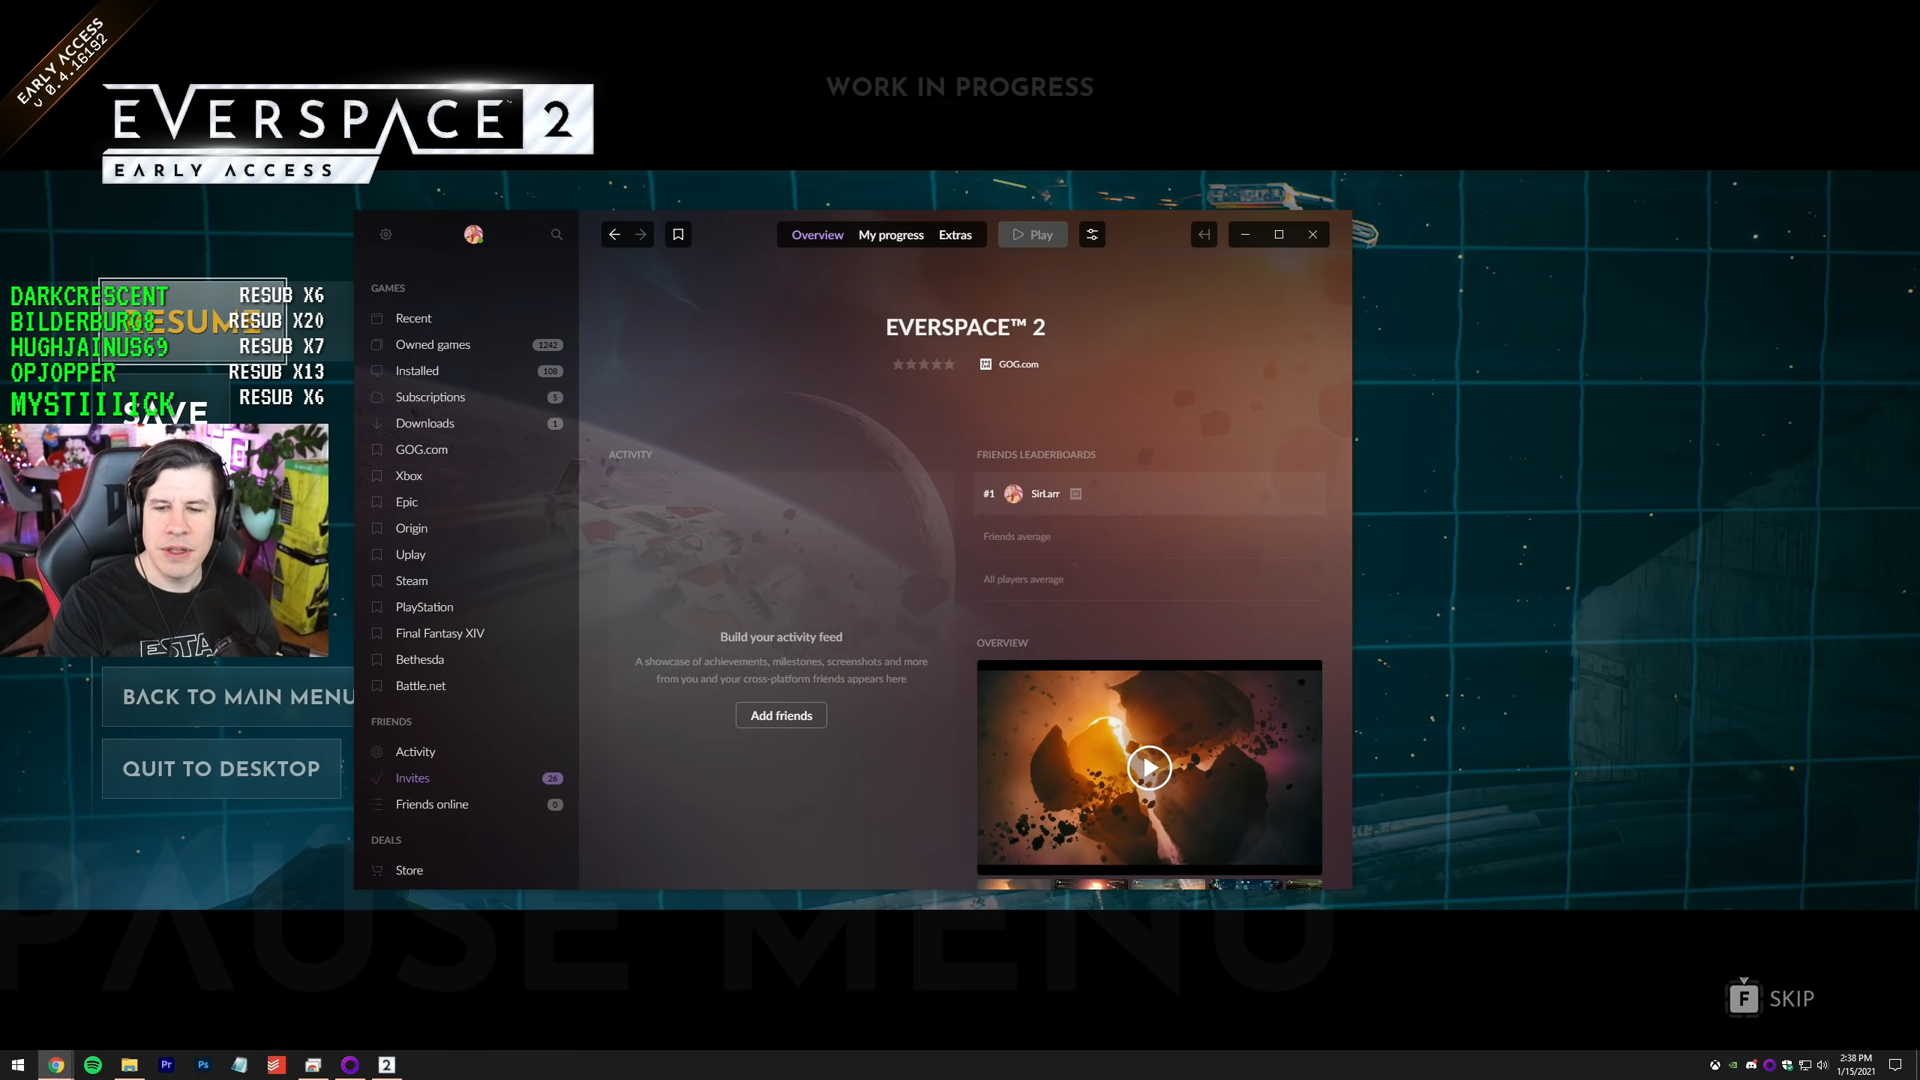 EARLY ACCESS
v 0.4.16192
EVERSPACE™ 2
EARLY ACCESS
WORK IN PROGRESS
DARKCRESCENT RESUB X6
BILDERBURG8 RESUB X20
HUGHJAINUS69 RESUB X7
OPJOPPER RESUB X13
MYSTIIIICK RESUB X6
RESUME
SAVE
BACK TO MAIN MENU
QUIT TO DESKTOP
PAUSE MENU
GAMES
Recent
Owned games 1242
Installed 108
Subscriptions 5
Downloads 1
GOG.com
Xbox
Epic
Origin
Uplay
Steam
PlayStation
Final Fantasy XIV
Bethesda
Battle.net
FRIENDS
Activity
Invites 26
Friends online 0
DEALS
Store
Overview My progress Extras Play
EVERSPACE™ 2
GOG.com
ACTIVITY
Build your activity feed
A showcase of achievements, milestones, screenshots and more
from you and your cross-platform friends appears here
Add friends
FRIENDS LEADERBOARDS
#1 SirLarr
Friends average
All players average
OVERVIEW
F SKIP
Pr Ps 2
2:38 PM
1/15/2021